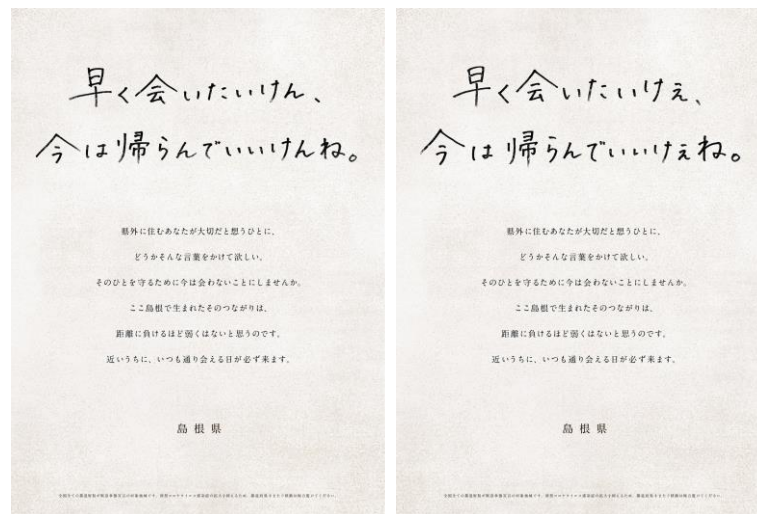 早く会いたいけん、
今は帰らんでいいけんね。
県外に住むあなたが大切だと想うひとに、
どうかそんな言葉をかけて欲しい。
そのひとを守るために今は会わないことにしませんか。
ここ島根で生まれたそのつながりは、
距離に負けるほど弱くはないと思うのです。
近いうちに、いつも通り会える日が必ず来ます。
島根県
早く会いたいけぇ、
今は帰らんでいいけぇね。
県外に住むあなたが大切だと想うひとに、
どうかそんな言葉をかけて欲しい。
そのひとを守るために今は会わないことにしませんか。
ここ島根で生まれたそのつながりは、
距離に負けるほど弱くはないと思うのです。
近いうちに、いつも通り会える日が必ず来ます。
島根県